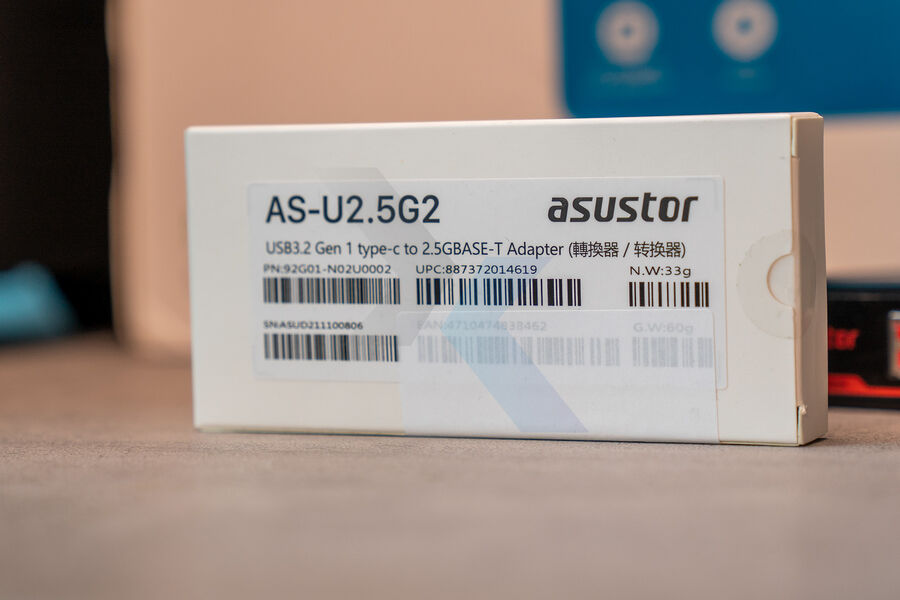 AS-U2.5G2
asustor
USB3.2 Gen 1 type-c to 2.5GBASE-T Adapter (轉換器 / 转换器)
PN:92G01-N02U0002 UPC:887372014619 N.W:33g
SN:ASUD211100806 EAN:4710474838462 G.W:60g